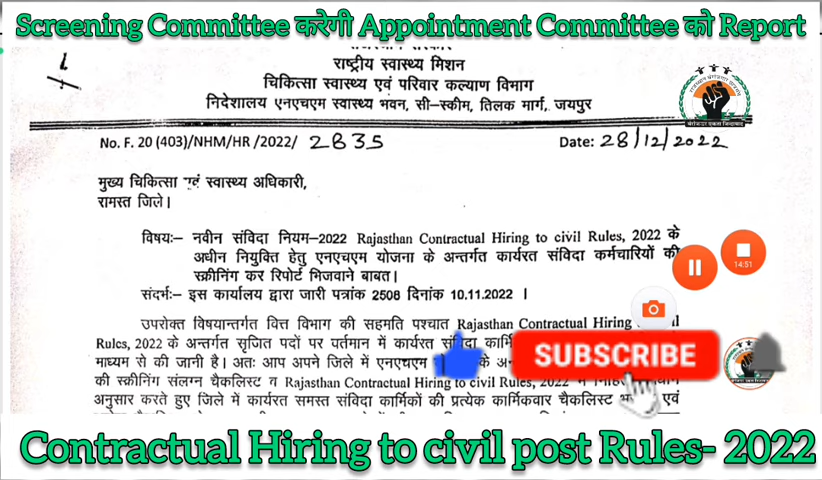 Screening Committee करेगी Appointment Committee को Report
राष्ट्रीय स्वास्थ्य मिशन
चिकित्सा स्वास्थ्य एवं परिवार कल्याण विभाग
निदेशालय एनएचएम स्वास्थ्य भवन, सी–स्कीम, तिलक मार्ग, जयपुर
No. F. 20 (403)/NHM/HR /2022/ 2835 Date: 28/12/2022
मुख्य चिकित्सा एवं स्वास्थ्य अधिकारी,
रामस्त जिले।
विषयः– नवीन संविदा नियम–2022 Rajasthan Contractual Hiring to civil Rules, 2022 के
अधीन नियुक्ति हेतु एनएचएम योजना के अन्तर्गत कार्यरत संविदा कर्मचारियों की
स्क्रीनिंग कर रिपोर्ट भिजवाने बाबत।
14:51
संदर्भः– इस कार्यालय द्वारा जारी पत्रांक 2508 दिनांक 10.11.2022 ।
उपरोक्त विषयान्तर्गत वित्त विभाग की सहमति पश्चात Rajasthan Contractual Hiring
Rules, 2022 के अन्तर्गत सृजित पदों पर वर्तमान में कार्यरत संविदा
माध्यम से की जानी है। अतः आप अपने जिले में एनएचएम के
SUBSCRIBE
की स्क्रीनिंग संलग्न चैकलिस्ट व Rajasthan Contractual Hiring to civil Rules, 2022
अनुसार करते हुए जिले में कार्यरत समस्त संविदा कार्मिकों की प्रत्येक कार्मिकवार चैकलिस्ट एवं
Contractual Hiring to civil post Rules- 2022